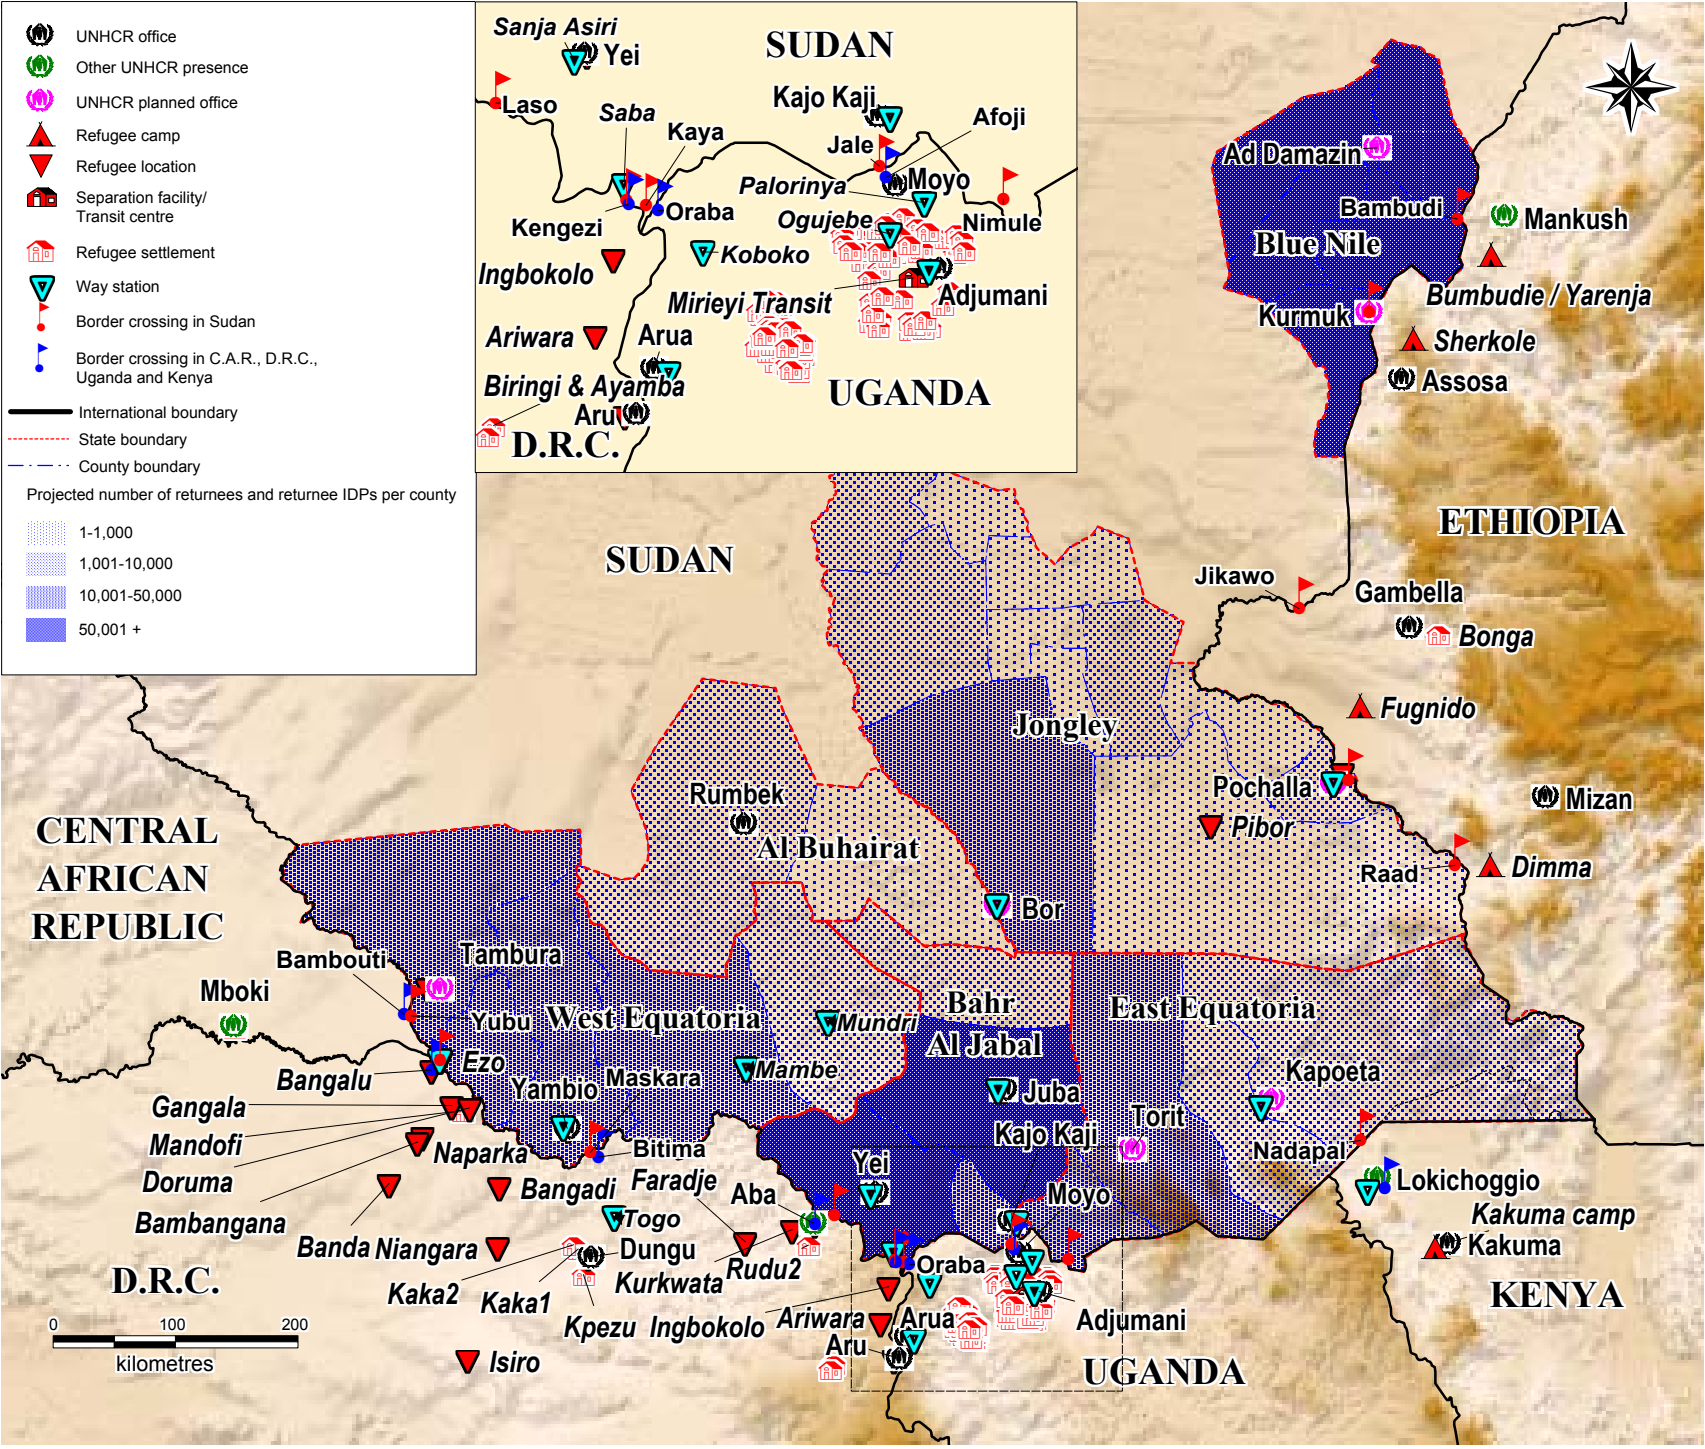 UNHCR office
Other UNHCR presence
UNHCR planned office
Refugee camp
Refugee location
Separation facility/
Transit centre
Refugee settlement
Way station
Border crossing in Sudan
Border crossing in C.A.R., D.R.C.,
Uganda and Kenya
International boundary
State boundary
County boundary
Projected number of returnees and returnee IDPs per county
1-1,000
1,001-10,000
10,001-50,000
50,001 +
Sanja Asiri
Yei
SUDAN
Laso
Saba
Kaya
Kajo Kaji
Afoji
Jale
Palorinya
Moyo
Oraba
Ogujebe
Nimule
Kengezi
Koboko
Ingbokolo
Mirieyi Transit
Adjumani
Ariwara
Arua
Biringi & Ayamba
UGANDA
Aru
D.R.C.
Ad Damazin
Bambudi
Mankush
Blue Nile
Bumbudie / Yarenja
Kurmuk
Sherkole
Assosa
ETHIOPIA
SUDAN
Jikawo
Gambella
Bonga
Fugnido
Jongley
Pochalla
Mizan
Rumbek
Pibor
Al Buhairat
Raad
Dimma
CENTRAL
AFRICAN
REPUBLIC
Bor
Bambouti
Tambura
Mboki
Yubu
West Equatoria
Bahr
Al Jabal
East Equatoria
Mundri
Ezo
Bangalu
Yambio
Maskara
Mambe
Juba
Kapoeta
Gangala
Mandofi
Doruma
Bambangana
Naparka
Bitima
Kajo Kaji
Torit
Nadapal
Bangadi
Faradje
Aba
Yei
Moyo
Lokichoggio
Kakuma camp
Kakuma
Banda
Niangara
Togo
Dungu
Kaka2
Kaka1
Kpezu
Kurkwata
Rudu2
Oraba
Ingbokolo
Ariwara
Arua
Adjumani
Aru
KENYA
D.R.C.
UGANDA
Isiro
0 100 200
kilometres